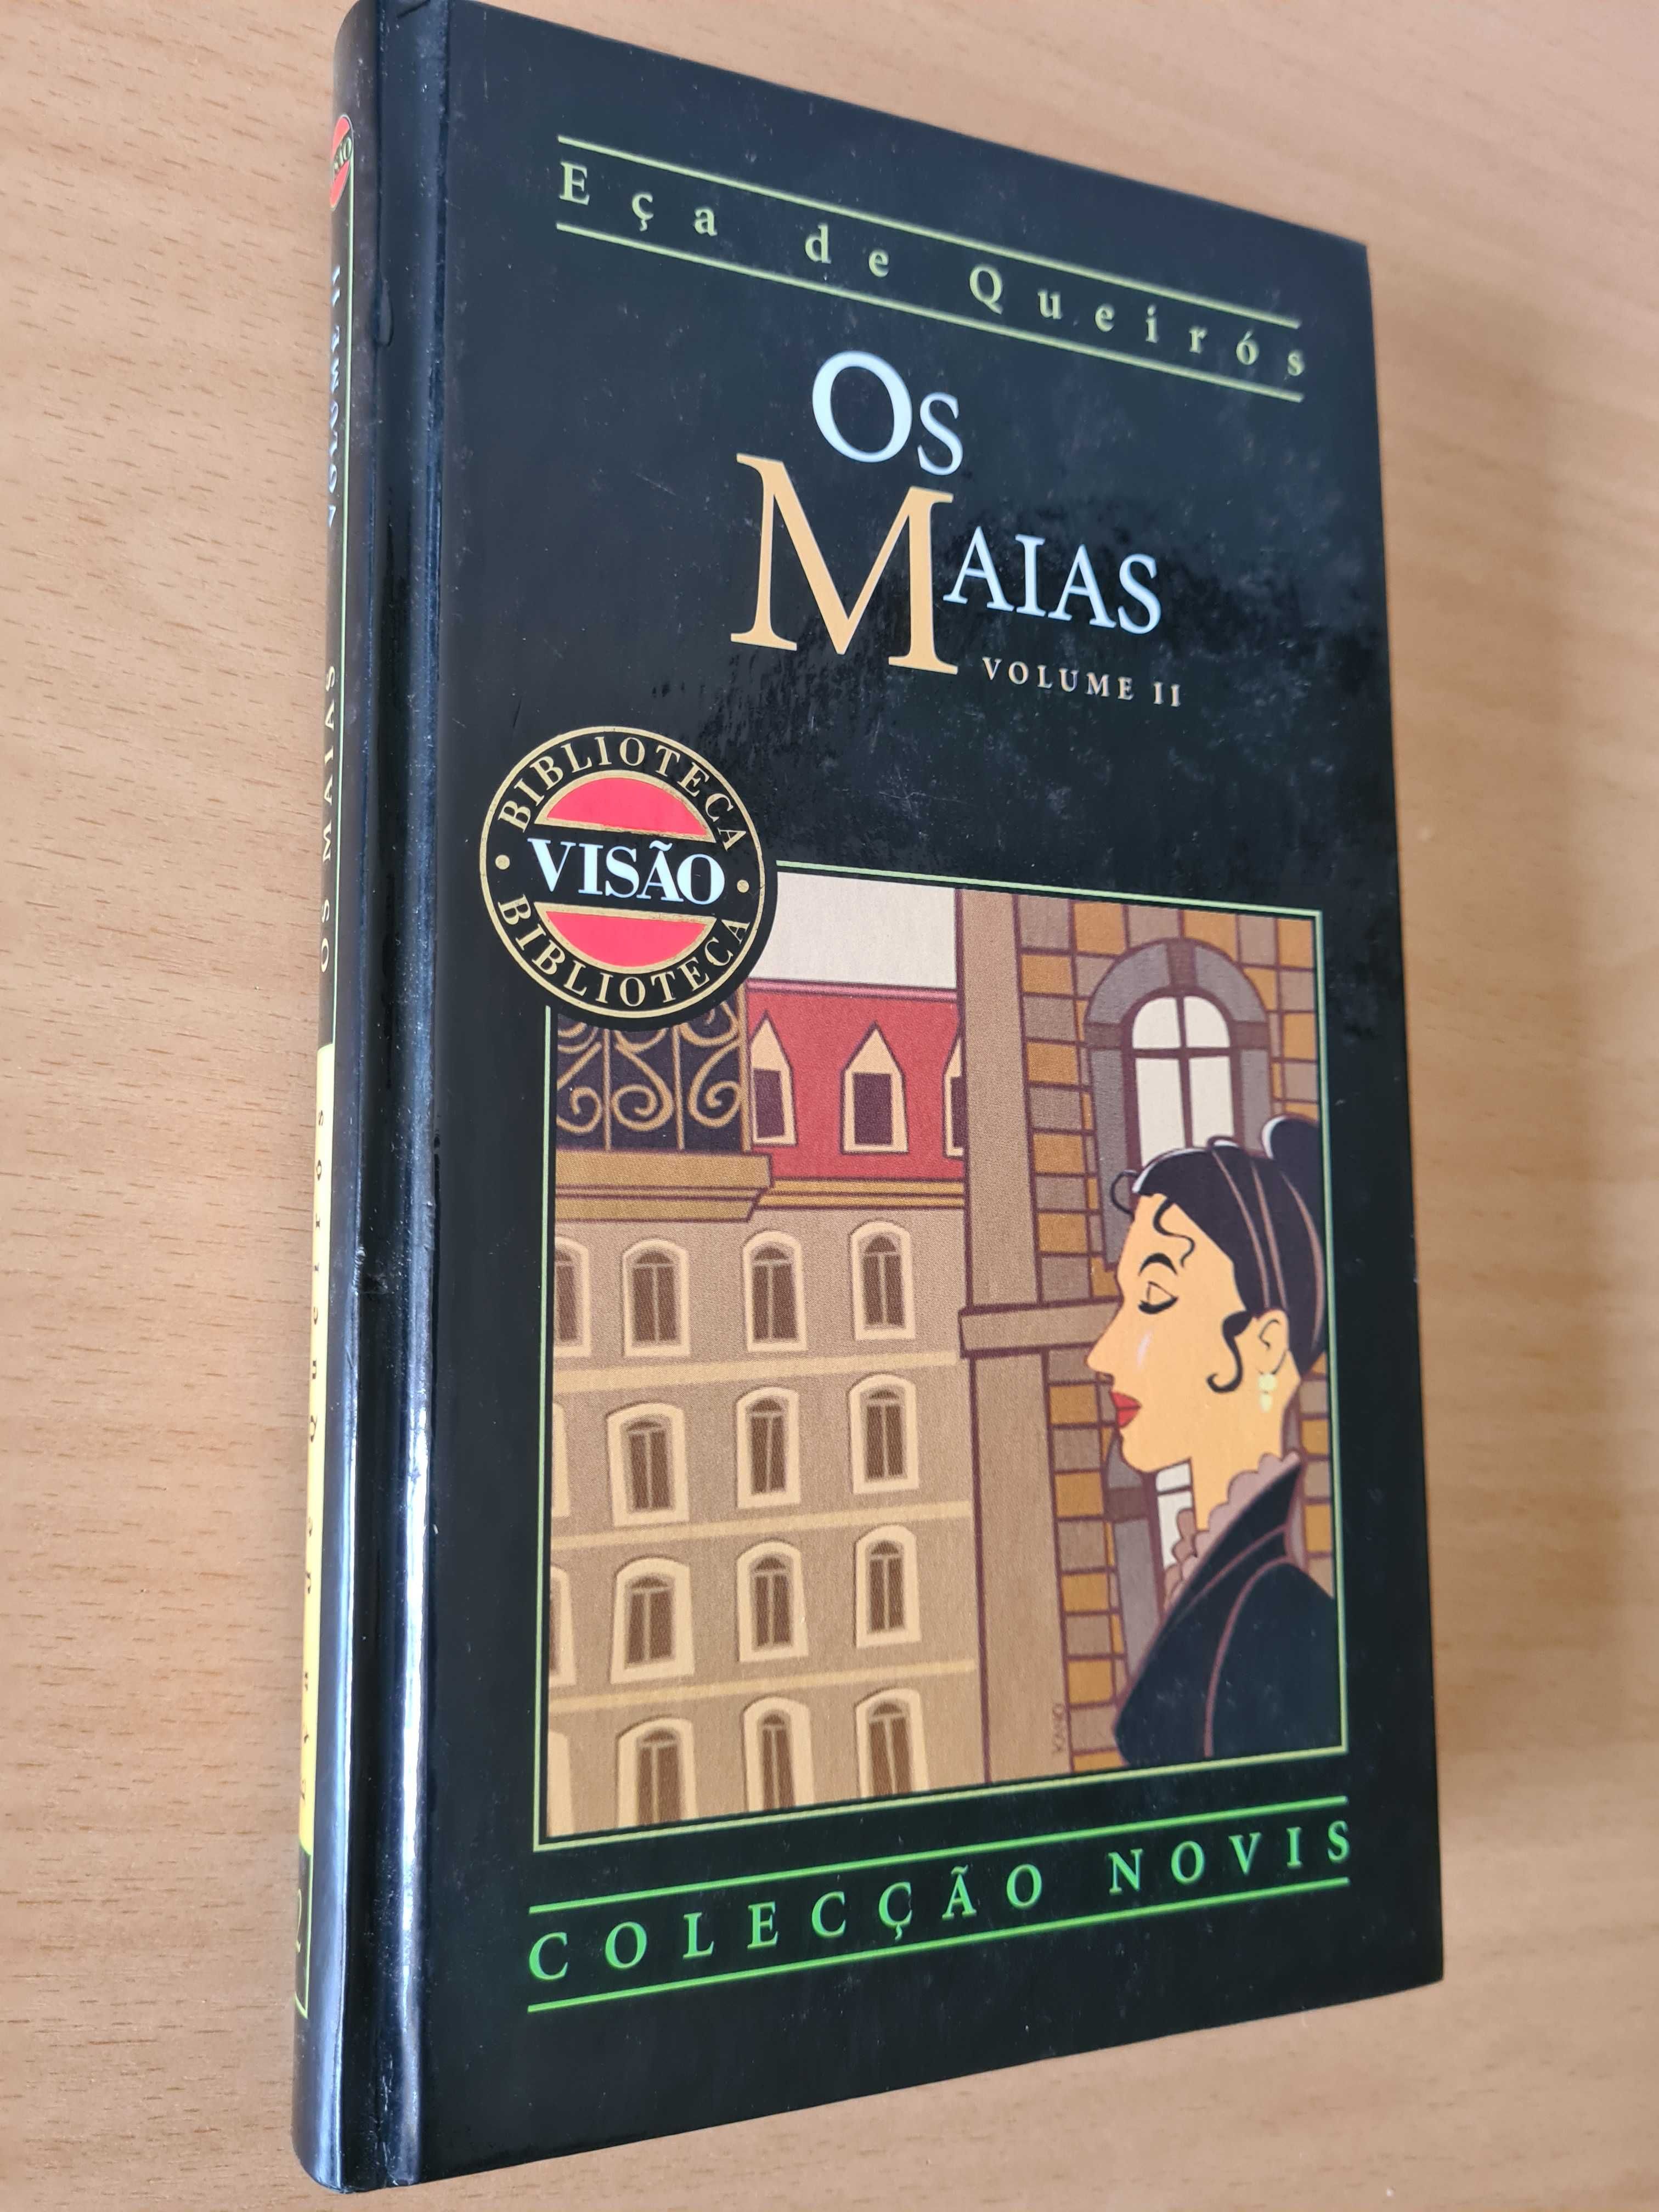 Eça de Queirós
OS
MAIAS
VOLUME II
BIBLIOTECA
VISÃO
BIBLIOTECA
COLECÇÃO NOVIS
OS MAIAS VOLUME II